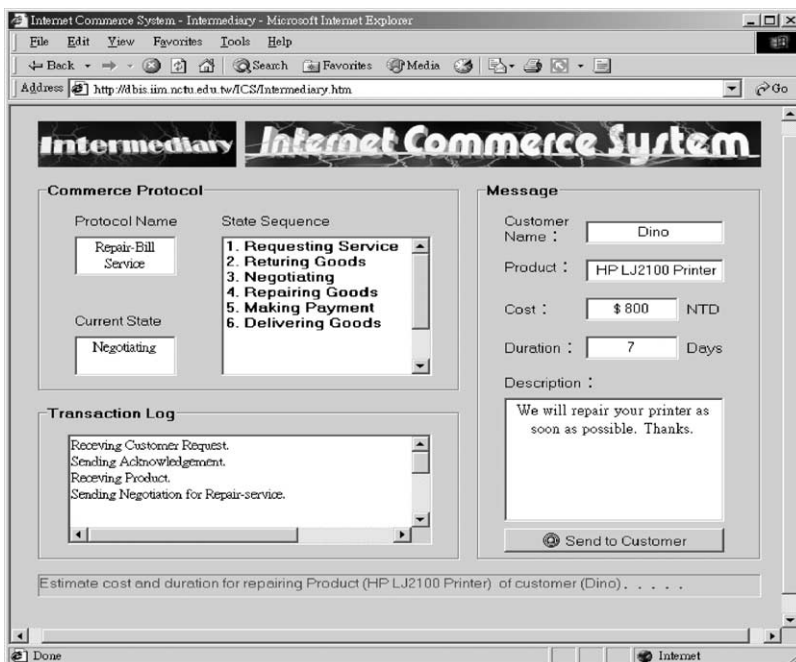 Internet Commerce System - Intermediary - Microsoft Internet Explorer
File Edit View Favorites Tools Help
Back Search Favorites Media
Address http://dbis.iim.nctu.edu.tw/ICS/Intermediary.htm Go
Intermediary Internet Commerce System
Commerce Protocol
Protocol Name
Repair-Bill
Service
Current State
Negotiating
State Sequence
1. Requesting Service
2. Returing Goods
3. Negotiating
4. Repairing Goods
5. Making Payment
6. Delivering Goods
Transaction Log
Receving Customer Request.
Sending Acknowledgement.
Receving Product.
Sending Negotiation for Repair-service.
Message
Customer
Name : Dino
Product : HP LJ2100 Printer
Cost : $ 800 NTD
Duration : 7 Days
Description :
We will repair your printer as
soon as possible. Thanks.
Send to Customer
Estimate cost and duration for repairing Product (HP LJ2100 Printer) of customer (Dino) . . . . .
Done Internet